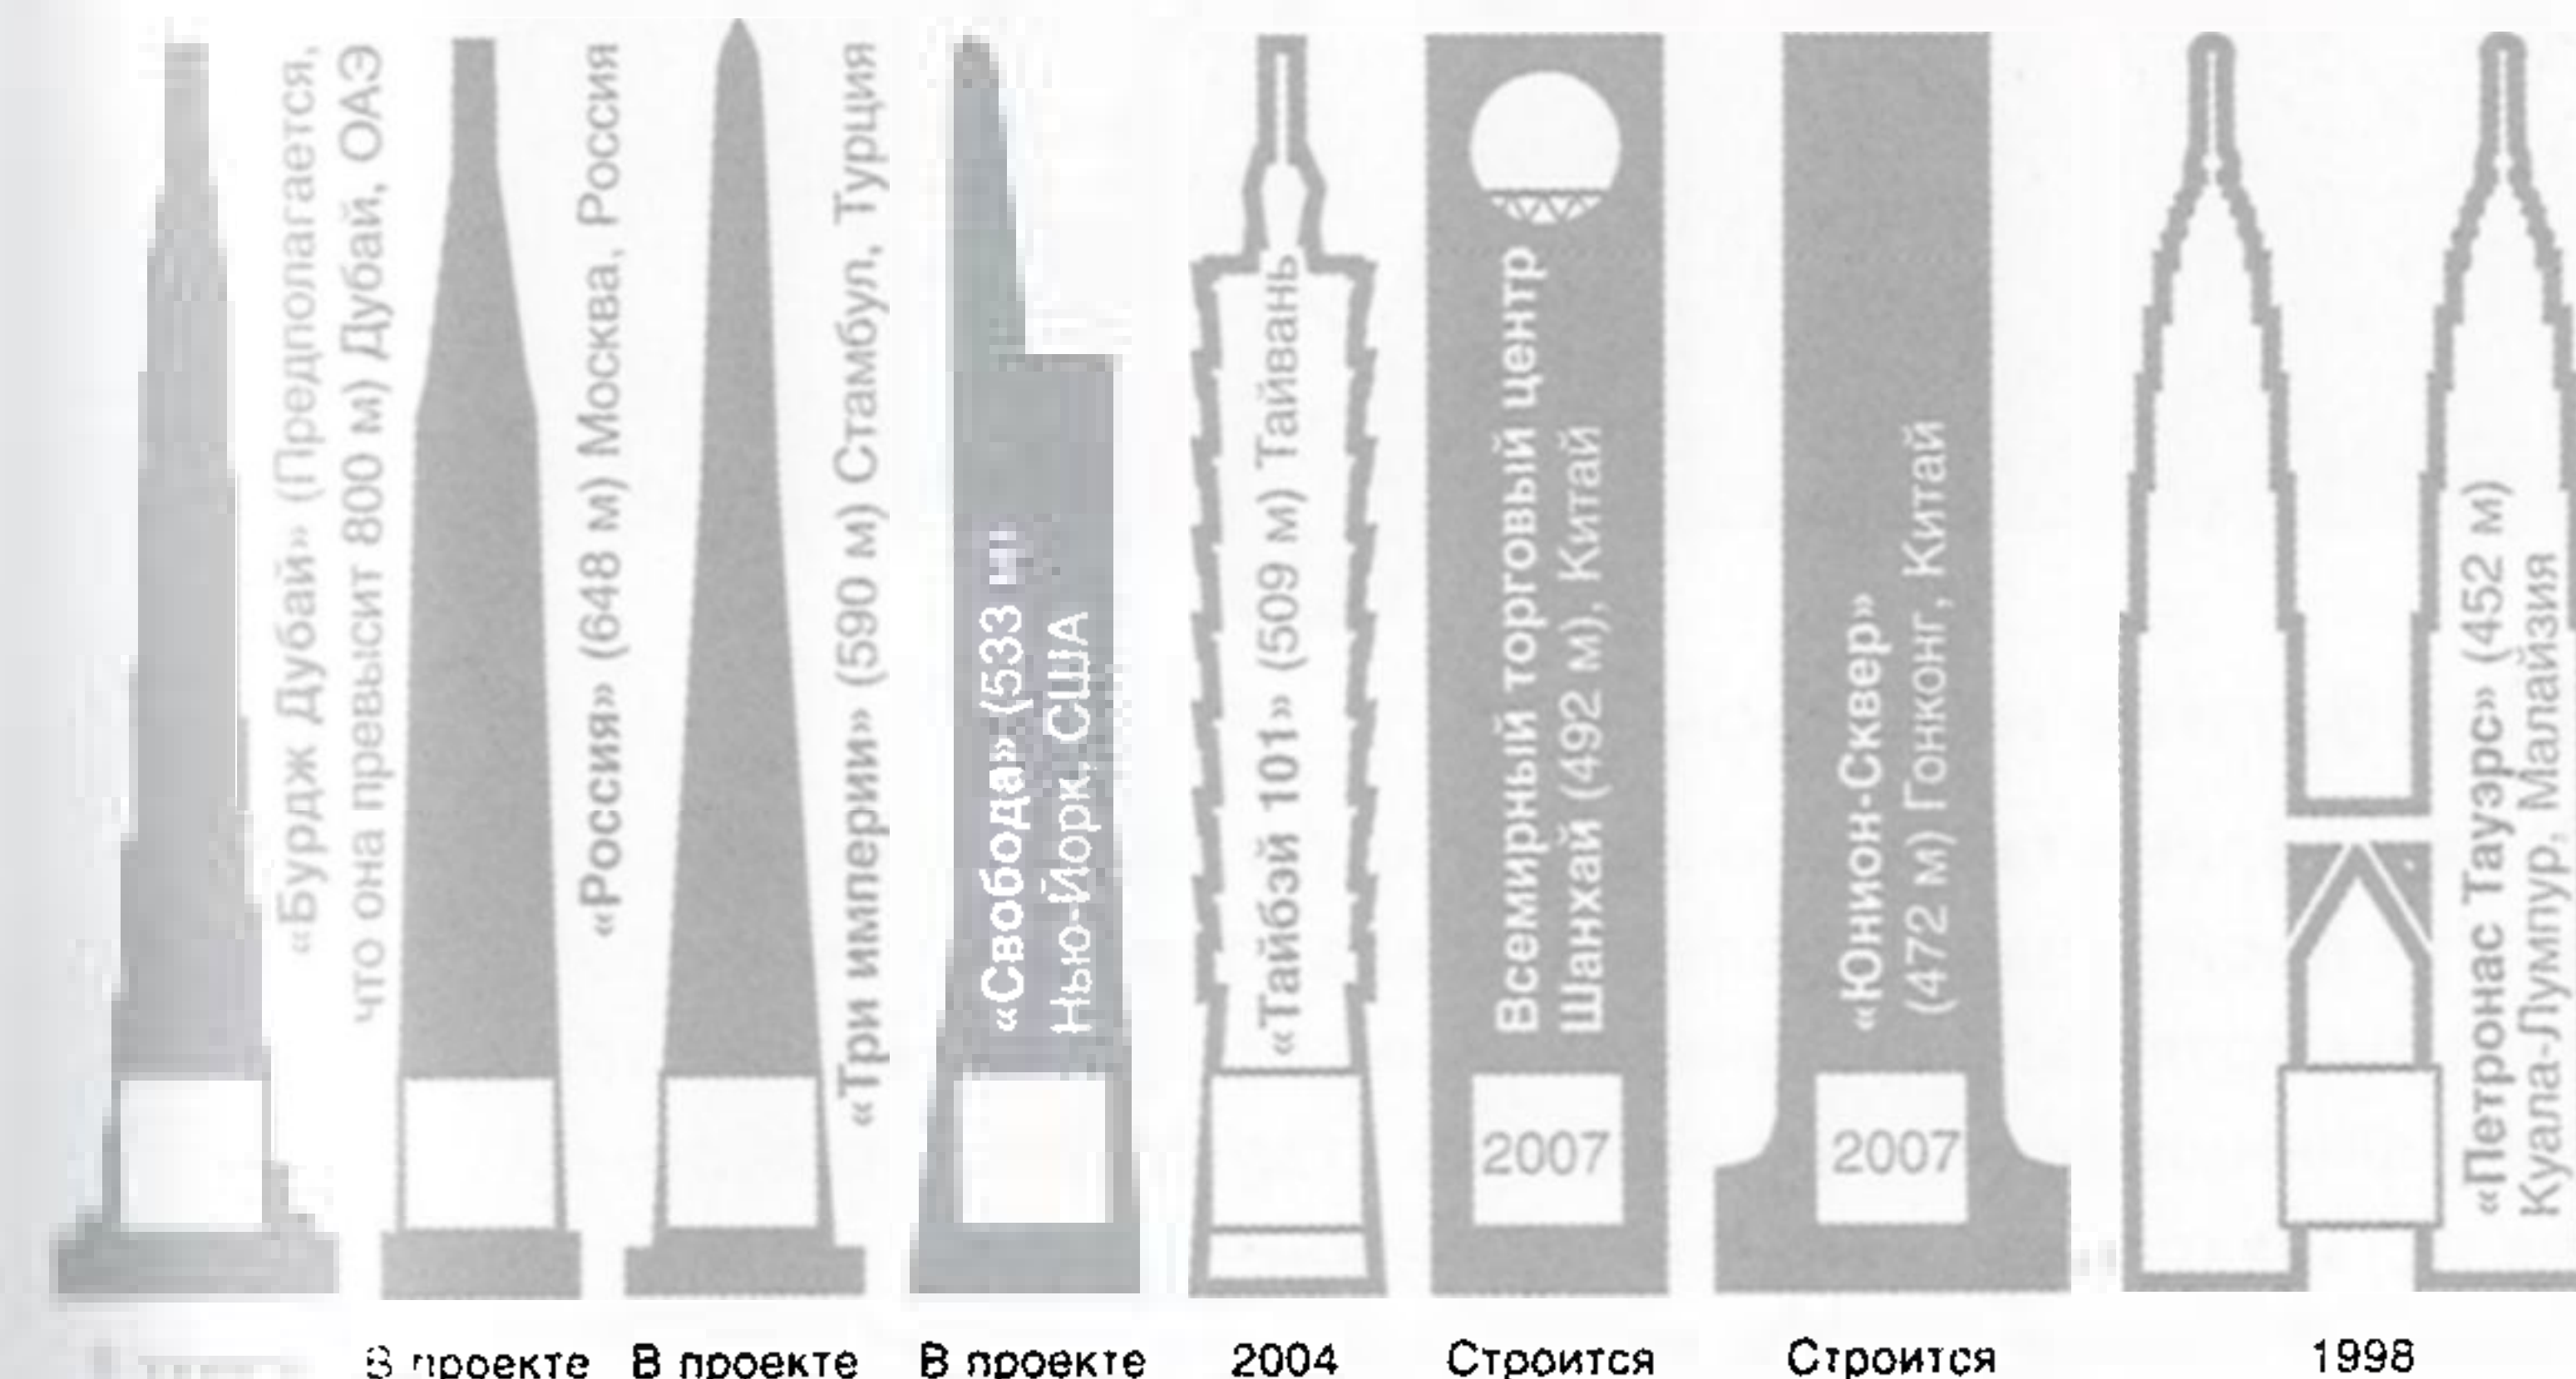 «Бурдж Дубай» (Предполагается,
что она превысит 800 м) Дубай, ОАЭ
«Россия» (648 м) Москва, Россия
В проекте
«Три империи» (590 м) Стамбул, Турция
В проекте
«Свобода» (533 м)
Нью-Йорк, США
В проекте
«Тайбэй 101» (509 м) Тайвань
2004
Всемирный торговый центр
Шанхай (492 м), Китай
2007
Строится
«Юнион-Сквер»
(472 м) Гонконг, Китай
2007
Строится
«Петронас Тауэрс» (452 м)
Куала-Лумпур, Малайзия
1998